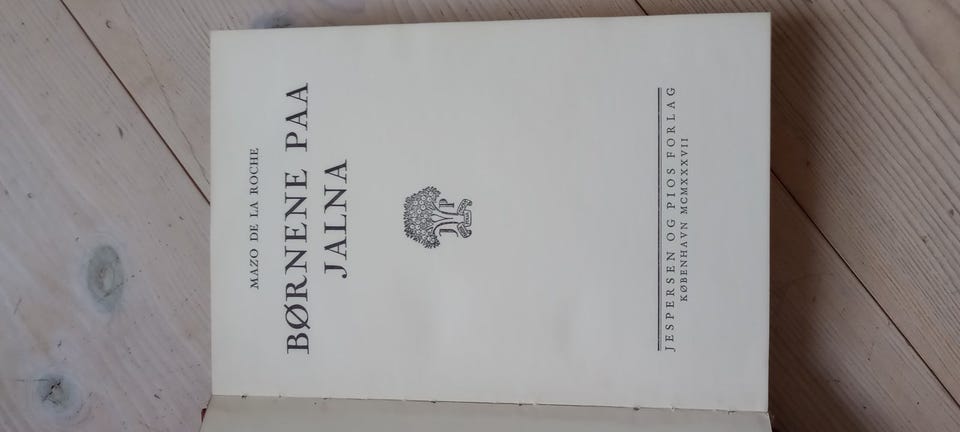 MAZO DE LA ROCHE
BØRNENE PAA
JALNA
J P
JESPERSEN OG PIOS FORLAG
KØBENHAVN MCMXXXVII